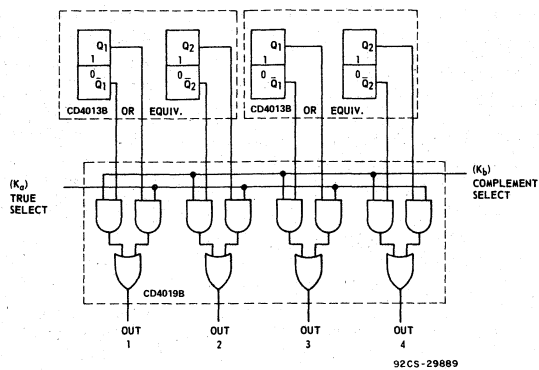 Q1
1
0
Q̅1
Q2
1
0
Q̅2
CD4013B OR EQUIV.
Q1
1
0
Q̅1
Q2
1
0
Q̅2
CD4013B OR EQUIV.
(Ka)
TRUE
SELECT
(Kb)
COMPLEMENT
SELECT
CD4019B
OUT
1
OUT
2
OUT
3
OUT
4
92CS-29889